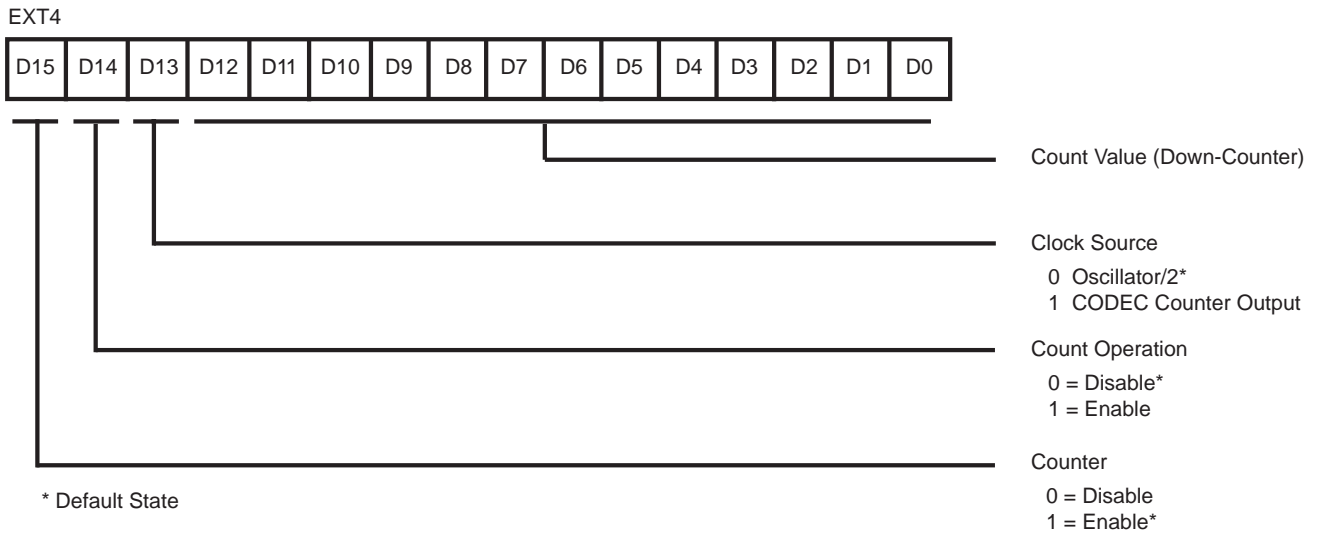 EXT4
D15 D14 D13 D12 D11 D10 D9 D8 D7 D6 D5 D4 D3 D2 D1 D0
Count Value (Down-Counter)
Clock Source
0 Oscillator/2*
1 CODEC Counter Output
Count Operation
0 = Disable*
1 = Enable
Counter
0 = Disable
1 = Enable*
* Default State